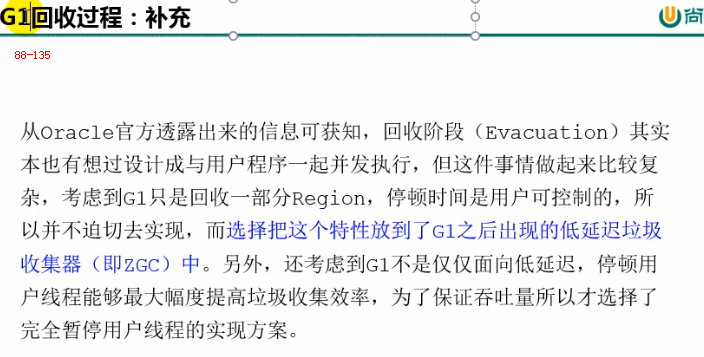 G1回收过程：补充
尚
88-135
从Oracle官方透露出来的信息可获知，回收阶段（Evacuation）其实
本也有想过设计成与用户程序一起并发执行，但这件事情做起来比较复
杂，考虑到G1只是回收一部分Region，停顿时间是用户可控制的，所
以并不迫切去实现，而选择把这个特性放到了G1之后出现的低延迟垃圾
收集器（即ZGC）中。另外，还考虑到G1不是仅仅面向低延迟，停顿用
户线程能够最大幅度提高垃圾收集效率，为了保证吞吐量所以才选择了
完全暂停用户线程的实现方案。